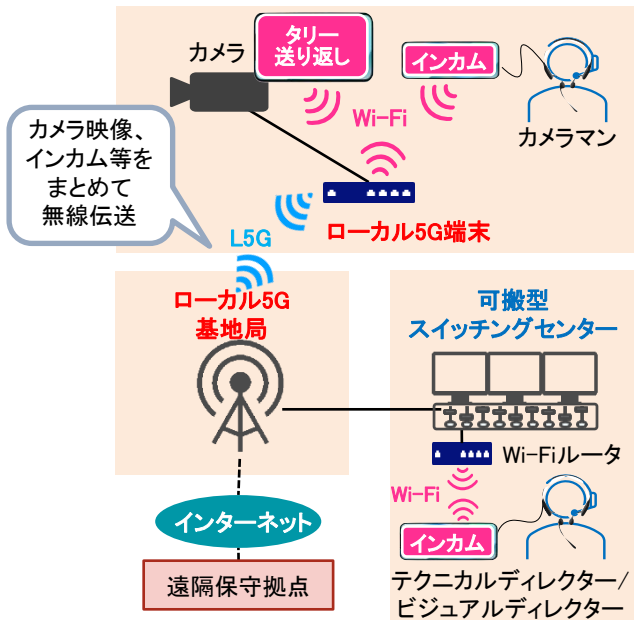 カメラ
タリー
送り返し
インカム
Wi-Fi
カメラマン
カメラ映像、
インカム等を
まとめて
無線伝送
L5G
ローカル5G端末
ローカル5G
基地局
可搬型
スイッチングセンター
Wi-Fiルータ
Wi-Fi
インカム
インターネット
遠隔保守拠点
テクニカルディレクター/
ビジュアルディレクター